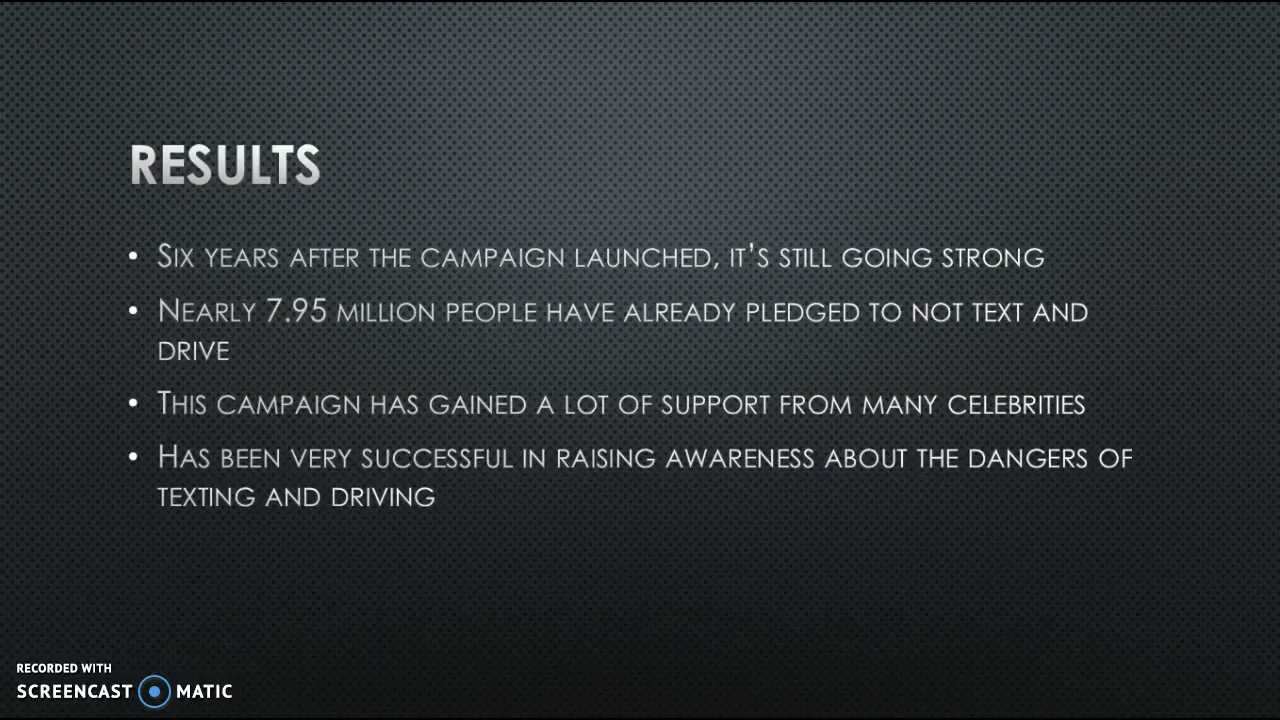 RESULTS
• SIX YEARS AFTER THE CAMPAIGN LAUNCHED, IT’S STILL GOING STRONG
• NEARLY 7.95 MILLION PEOPLE HAVE ALREADY PLEDGED TO NOT TEXT AND
DRIVE
• THIS CAMPAIGN HAS GAINED A LOT OF SUPPORT FROM MANY CELEBRITIES
• HAS BEEN VERY SUCCESSFUL IN RAISING AWARENESS ABOUT THE DANGERS OF
TEXTING AND DRIVING
RECORDED WITH
SCREENCAST MATIC